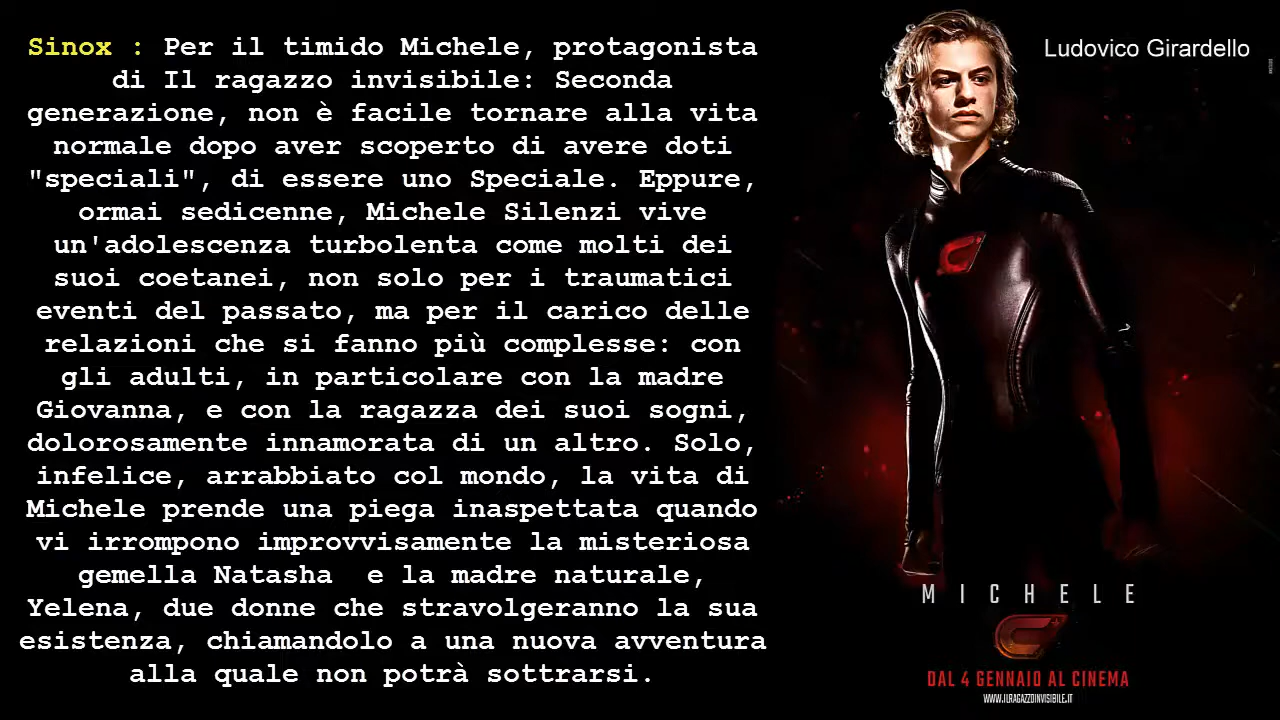 Sinox : Per il timido Michele, protagonista
di Il ragazzo invisibile: Seconda
generazione, non è facile tornare alla vita
normale dopo aver scoperto di avere doti
"speciali", di essere uno Speciale. Eppure,
ormai sedicenne, Michele Silenzi vive
un'adolescenza turbolenta come molti dei
suoi coetanei, non solo per i traumatici
eventi del passato, ma per il carico delle
relazioni che si fanno più complesse: con
gli adulti, in particolare con la madre
Giovanna, e con la ragazza dei suoi sogni,
dolorosamente innamorata di un altro. Solo,
infelice, arrabbiato col mondo, la vita di
Michele prende una piega inaspettata quando
vi irrompono improvvisamente la misteriosa
gemella Natasha  e la madre naturale,
Yelena, due donne che stravolgeranno la sua
esistenza, chiamandolo a una nuova avventura
alla quale non potrà sottrarsi.
Ludovico Girardello
MICHELE
DAL 4 GENNAIO AL CINEMA
WWW.ILRAGAZZOINVISIBILE.IT